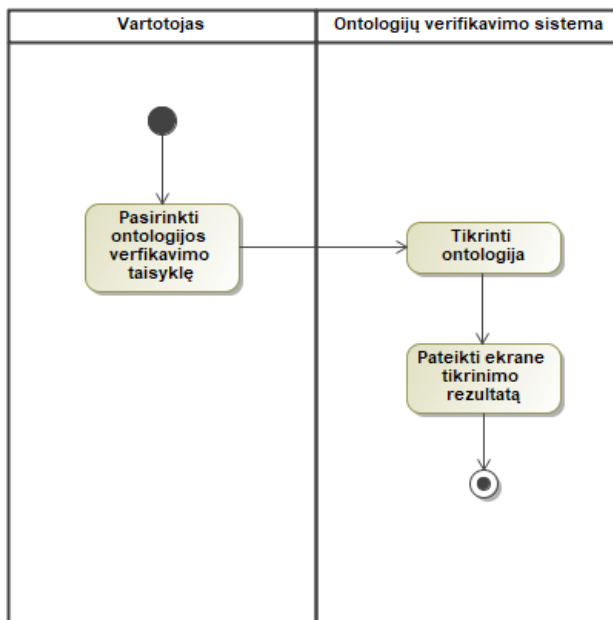 Vartotojas
Ontologijų verifikavimo sistema
Pasirinkti
ontologijos
verfikavimo
taisyklę
Tikrinti
ontologija
Pateikti ekrane
tikrinimo
rezultatą